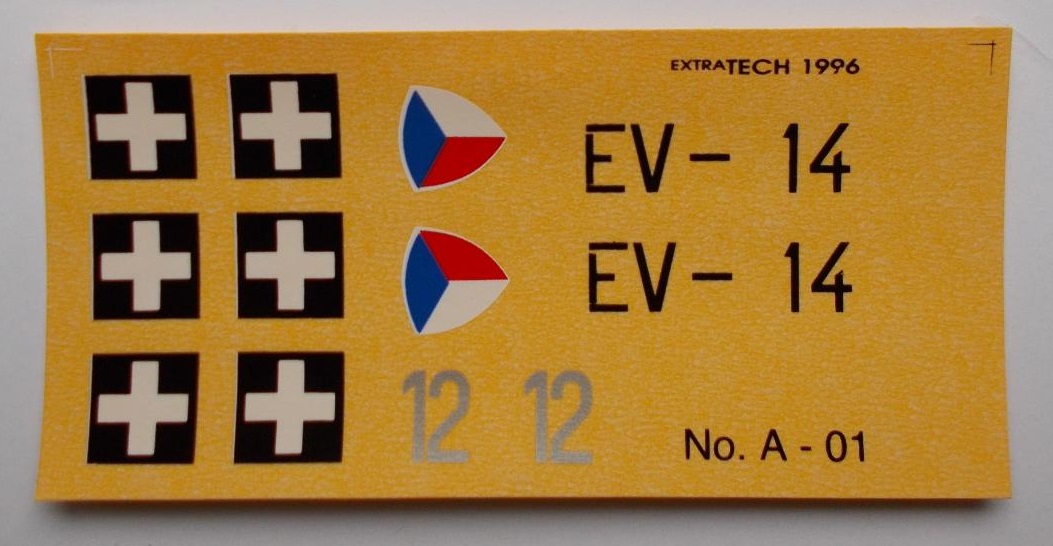 EXTRATECH 1996
EV- 14
EV- 14
12 12
No. A - 01